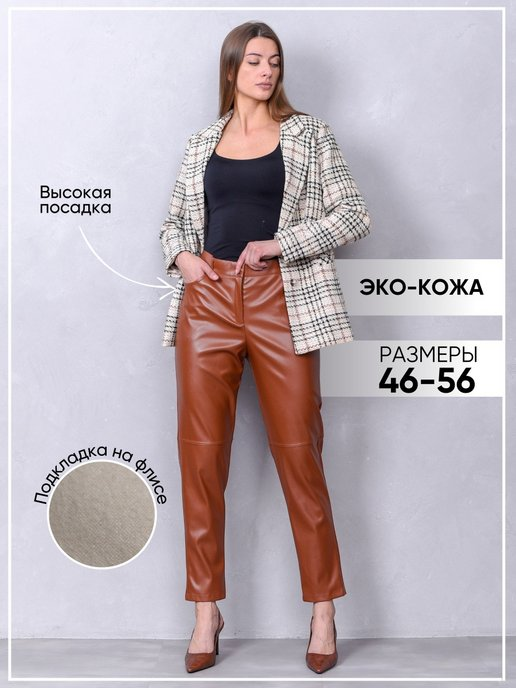 Высокая
посадка
ЭКО-КОЖА
РАЗМЕРЫ
46-56
Подкладка на флисе